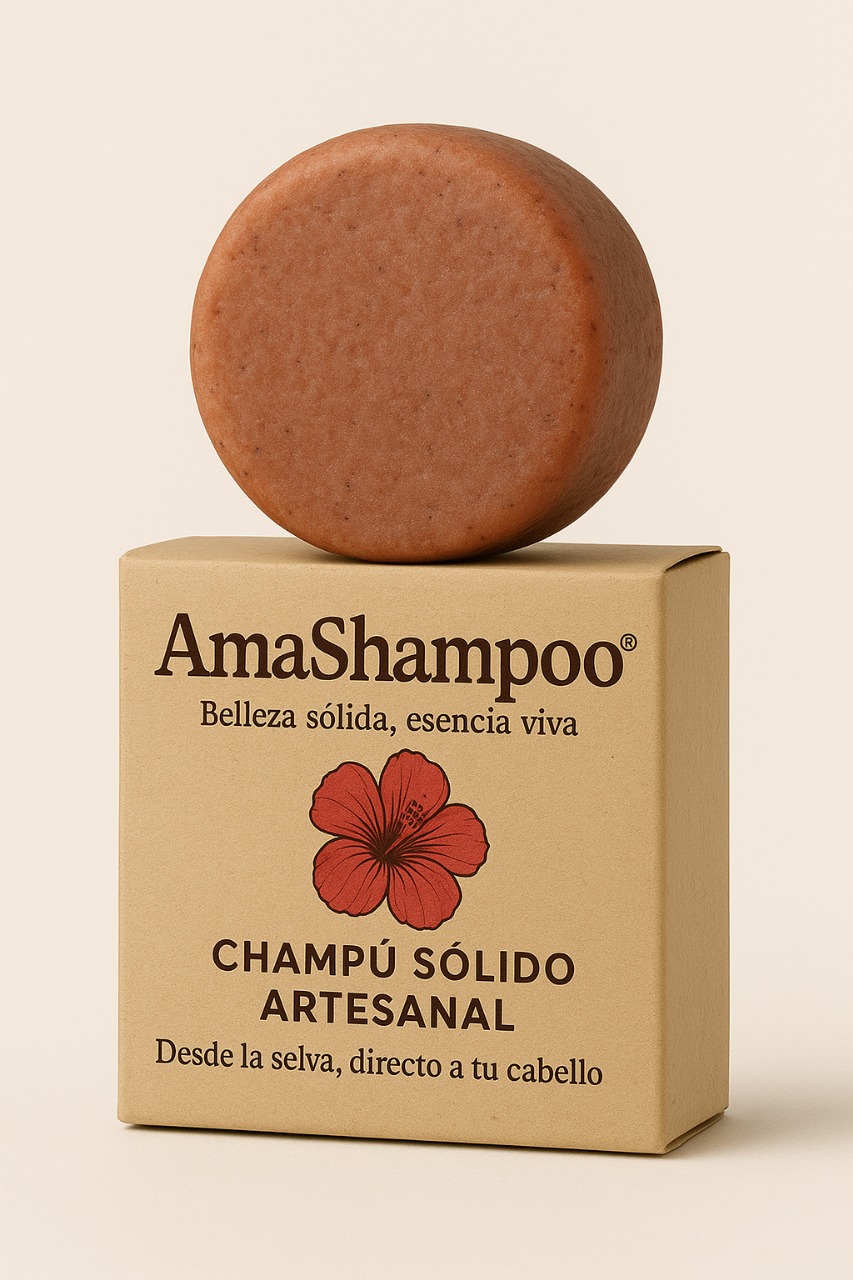 AmaShampoo®
Belleza sólida, esencia viva
CHAMPÚ SÓLIDO
ARTESANAL
Desde la selva, directo a tu cabello